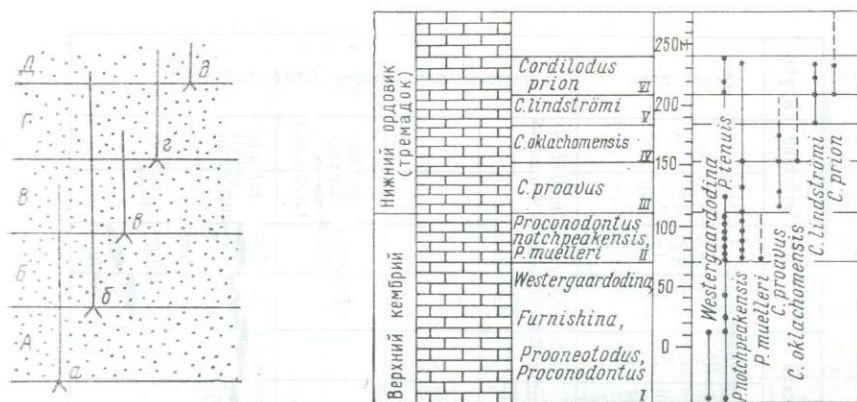 Д
д
Г
г
В
в
Б
б
А
а
Нижний ордовик
(тремадок)
Верхний кембрий
Cordilodus
prion
VI
C.lindströmi
V
C.oklachomensis
IV
C.proavus
III
Proconodontus
notchpeakensis,
P.muelleri
II
Westergaardodina,
Furnishina,
Prooneotodus,
Proconodontus
I
250м
200
150
100
50
0
Westergaardodina
P.tenuis
P.notchpeakensis
P.muelleri
C.proavus
C.oklachomensis
C.lindströmi
C.prion